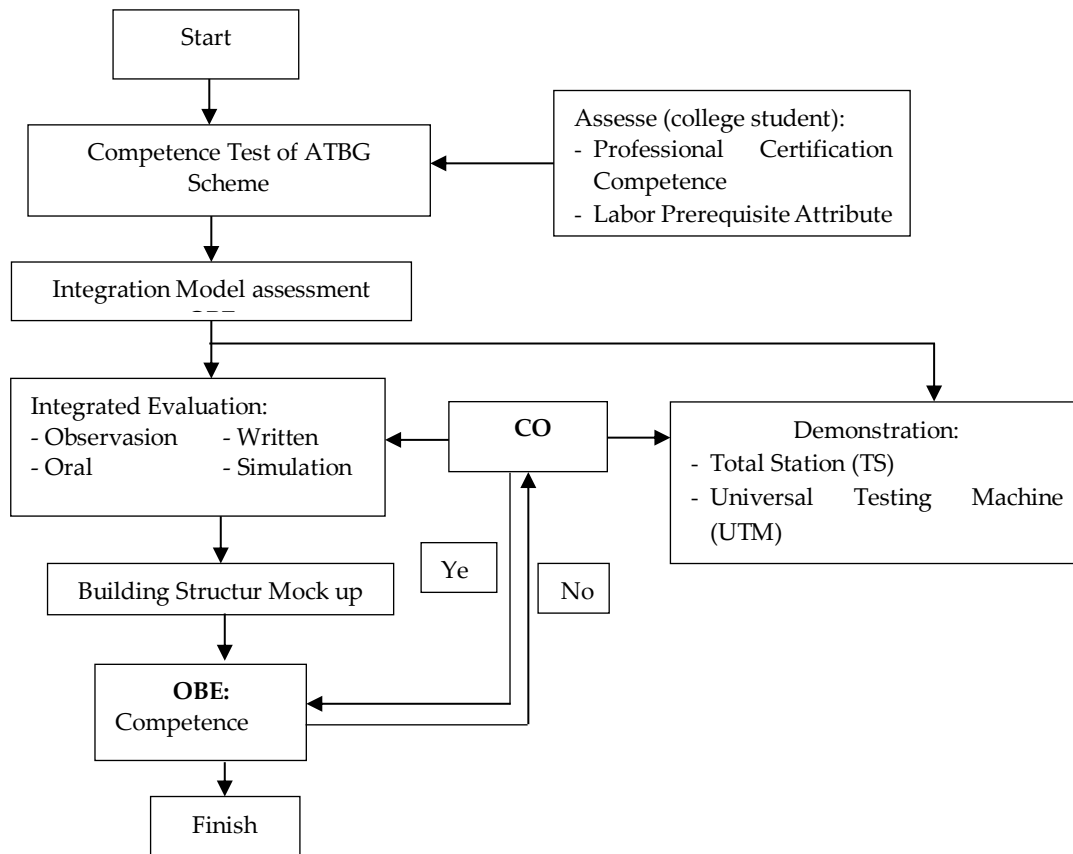 Start
Assesse (college student):
- Professional Certification
Competence
- Labor Prerequisite Attribute
Competence Test of ATBG
Scheme
Integration Model assessment
Integrated Evaluation:
- Observasion - Written
- Oral - Simulation
CO
Demonstration:
- Total Station (TS)
- Universal Testing Machine
(UTM)
Ye
No
Building Structur Mock up
OBE:
Competence
Finish